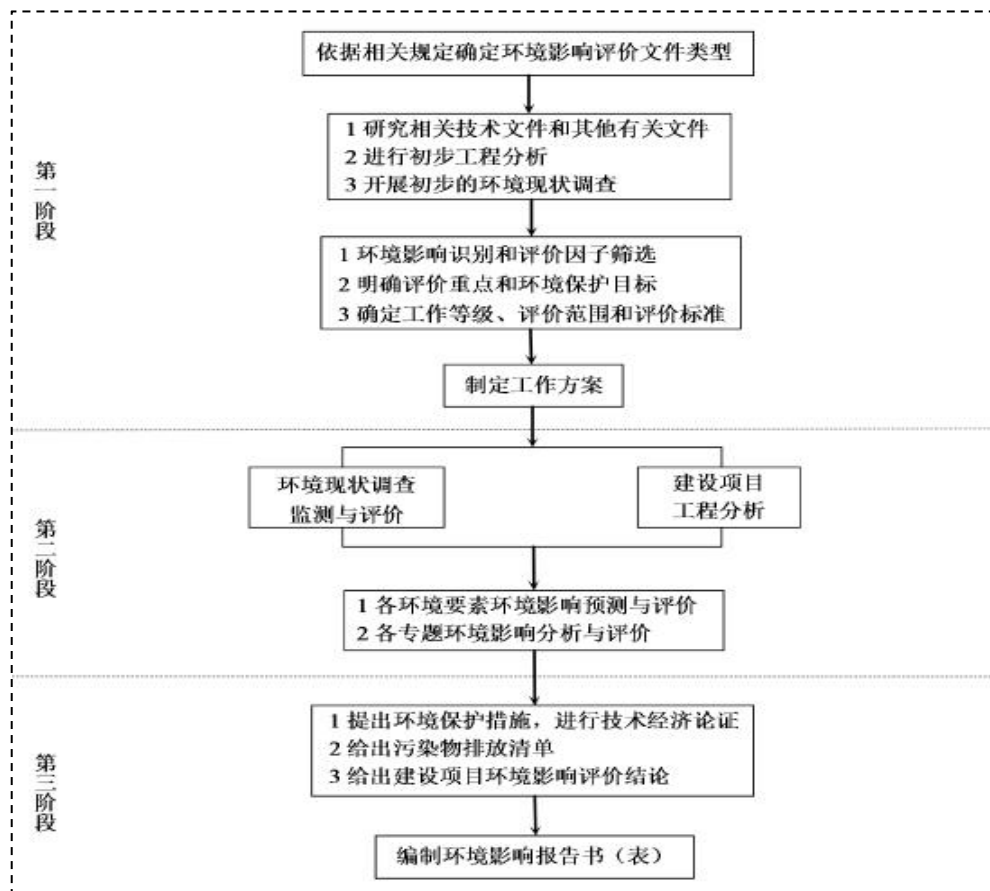 依据相关规定确定环境影响评价文件类型
第一阶段
1 研究相关技术文件和其他有关文件
2 进行初步工程分析
3 开展初步的环境现状调查
1 环境影响识别和评价因子筛选
2 明确评价重点和环境保护目标
3 确定工作等级、评价范围和评价标准
制定工作方案
第二阶段
环境现状调查
监测与评价
建设项目
工程分析
1 各环境要素环境影响预测与评价
2 各专题环境影响分析与评价
第三阶段
1 提出环境保护措施，进行技术经济论证
2 给出污染物排放清单
3 给出建设项目环境影响评价结论
编制环境影响报告书（表）